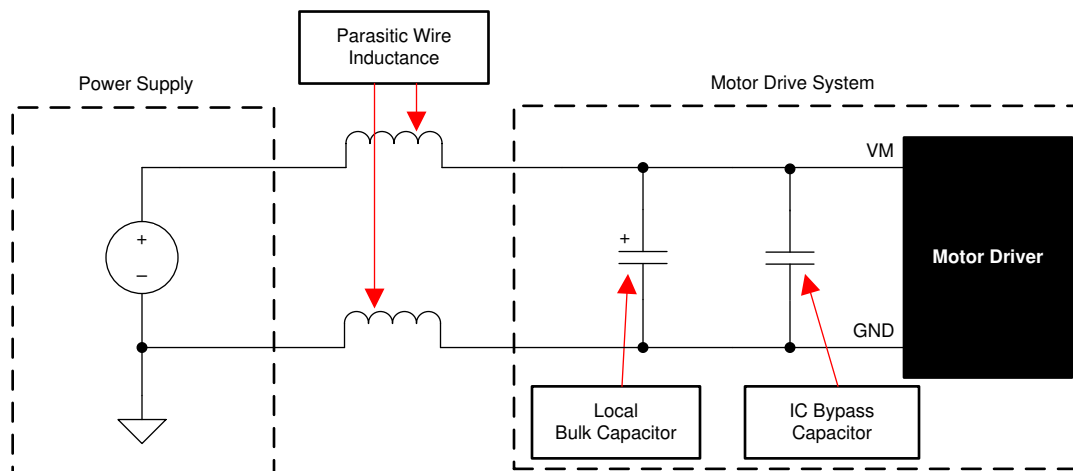 Parasitic Wire
Inductance
Power Supply
Motor Drive System
VM
+
–
+
Motor Driver
GND
Local
Bulk Capacitor
IC Bypass
Capacitor